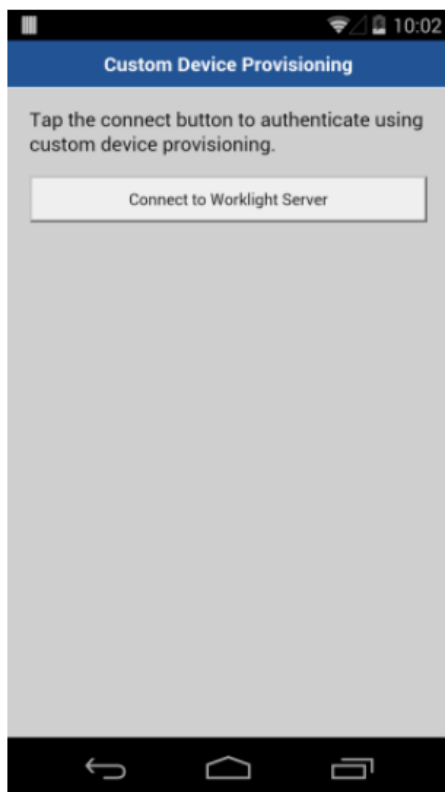 10:02
Custom Device Provisioning
Tap the connect button to authenticate using
custom device provisioning.
Connect to Worklight Server